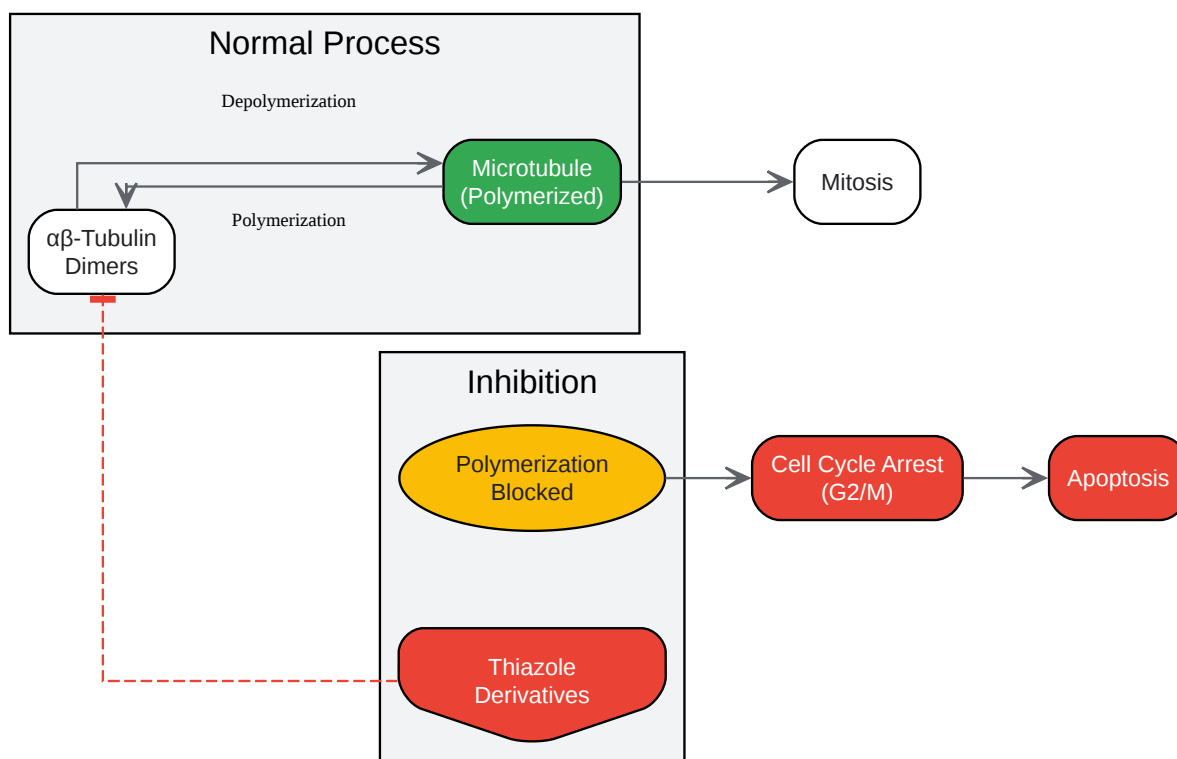 Normal Process
Depolymerization
Microtubule
(Polymerized)
Mitosis
Polymerization
αβ-Tubulin
Dimers
Inhibition
Polymerization
Blocked
Cell Cycle Arrest
(G2/M)
Apoptosis
Thiazole
Derivatives